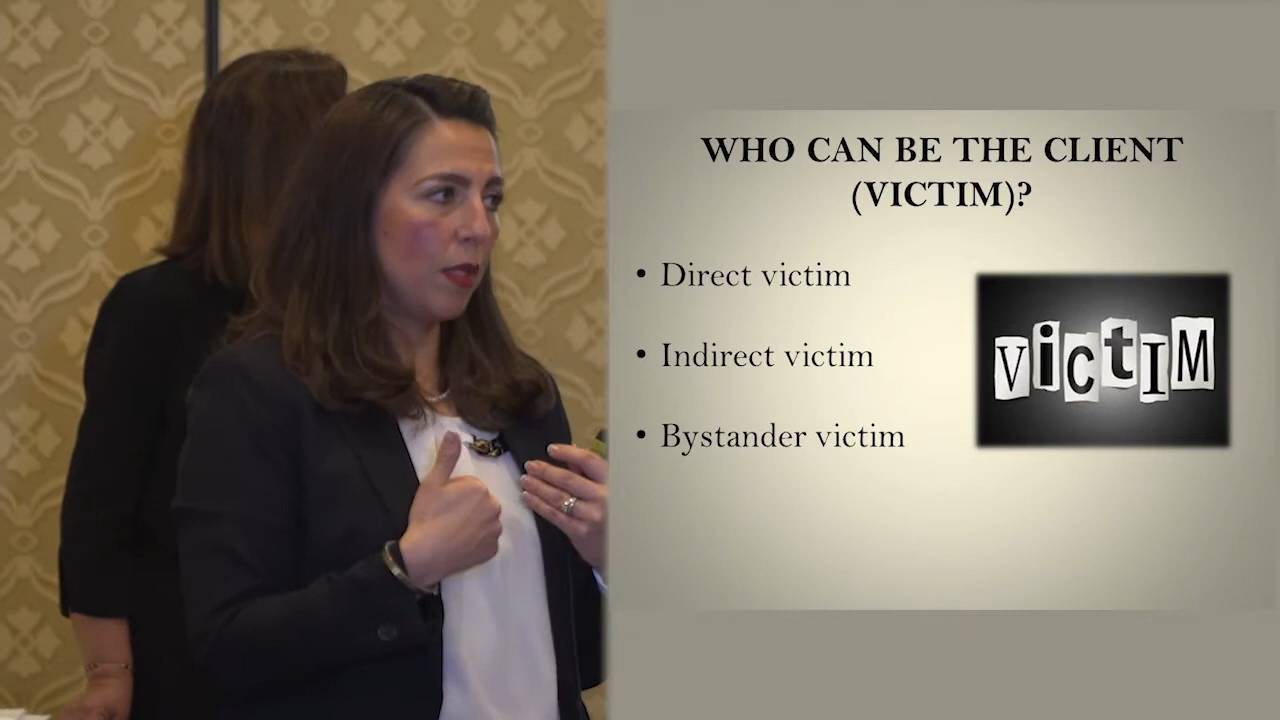 WHO CAN BE THE CLIENT
(VICTIM)?
• Direct victim
• Indirect victim
• Bystander victim
VictIM